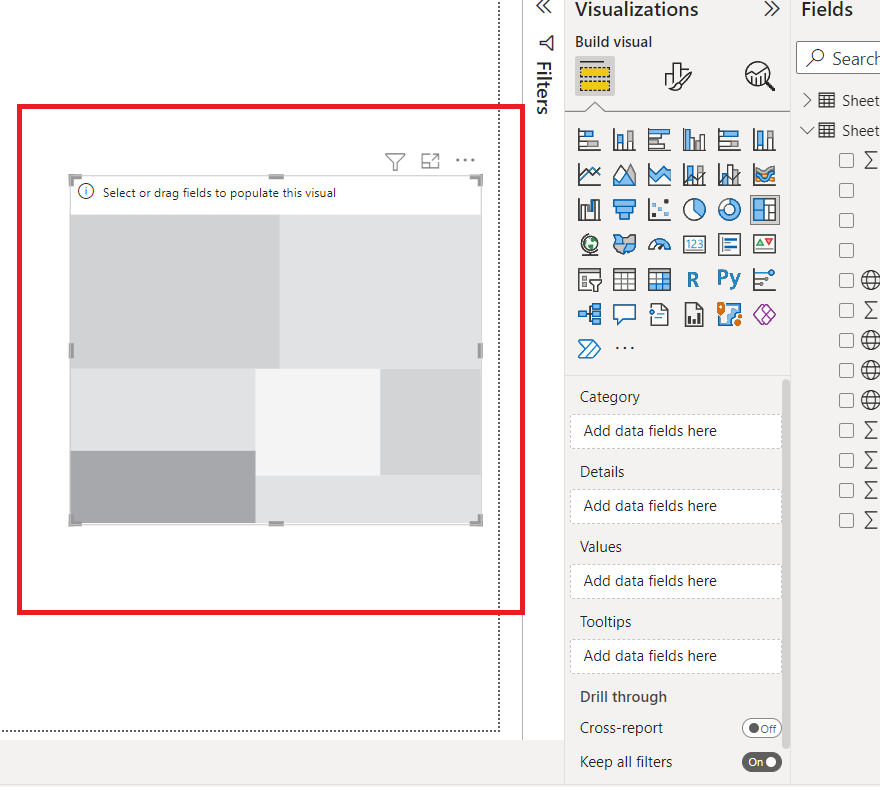 Visualizations
Fields
Build visual
Search
Filters
Sheet
Sheet
Select or drag fields to populate this visual
123
R
Py
Category
Add data fields here
Details
Add data fields here
Values
Add data fields here
Tooltips
Add data fields here
Drill through
Cross-report
Off
Keep all filters
On